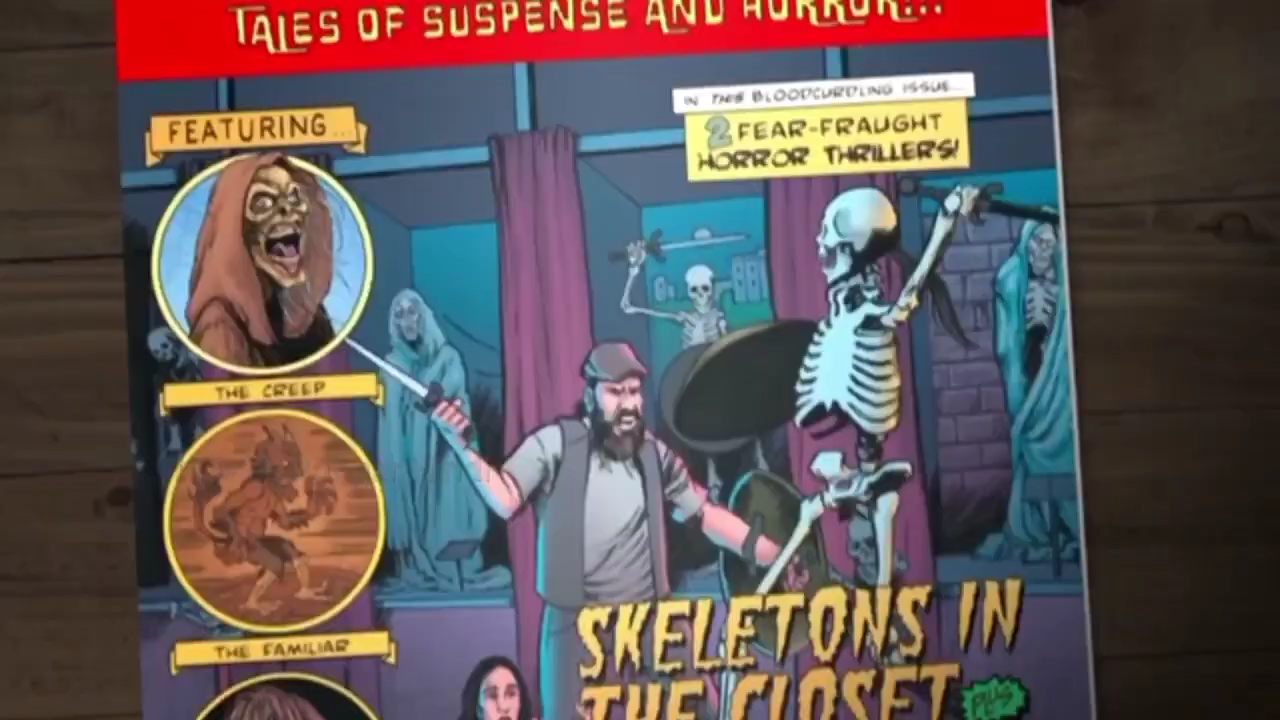 TALES OF SUSPENSE AND HORROR...
IN THIS BLOODCURDLING ISSUE...
2 FEAR-FRAUGHT
HORROR THRILLERS!
FEATURING...
THE CREEP
THE FAMILIAR
SKELETONS IN
THE CLOSET
PLUS